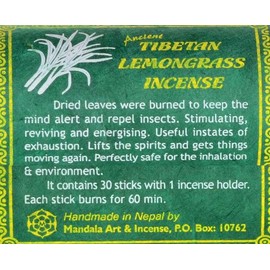 Ancient
TIBETAN
LEMONGRASS
INCENSE
Dried leaves were burned to keep the
mind alert and repel insects. Stimulating,
reviving and energising. Useful instates of
exhaustion. Lifts the spirits and gets things
moving again. Perfectly safe for the inhalation
& environment.
It contains 30 sticks with 1 incense holder.
Each stick burns for 60 min.
Handmade in Nepal by
Mandala Art & Incense, P.O. Box: 10762